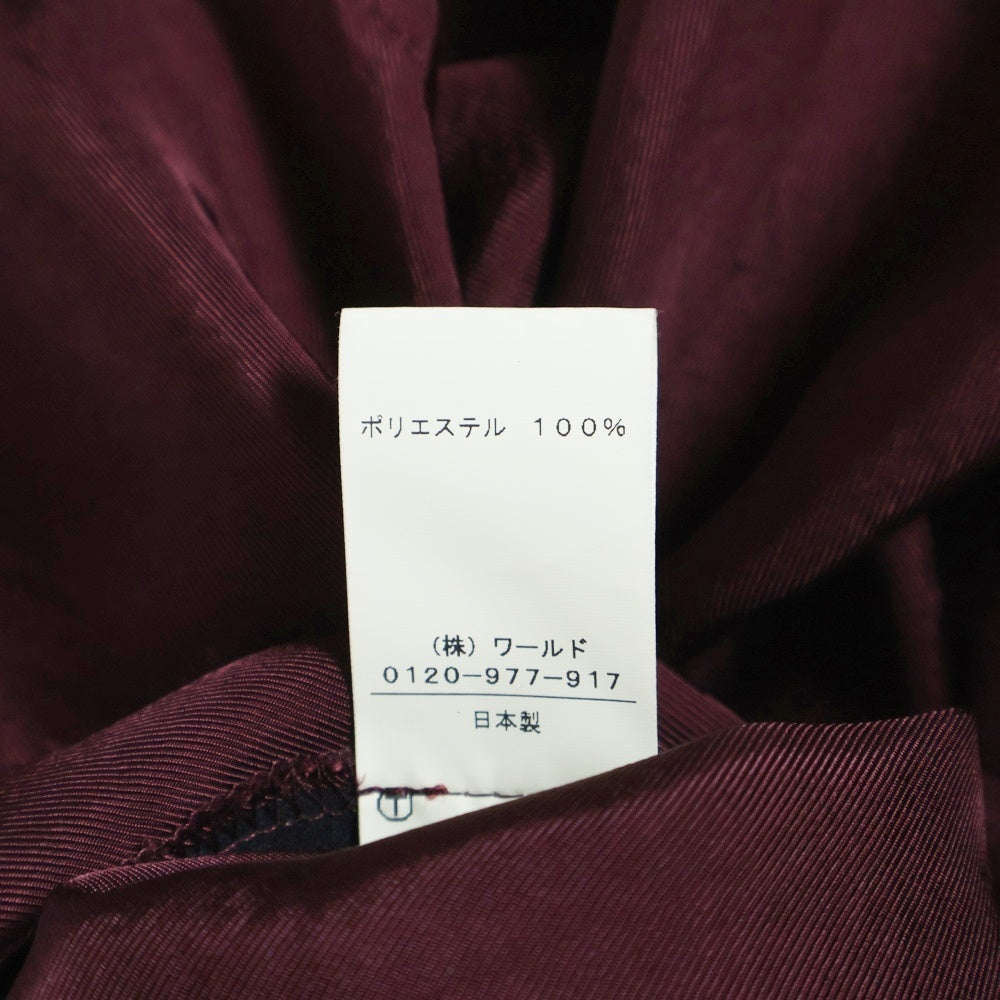 ポリエステル　１００％
（株）ワールド
0120-977-917
日本製